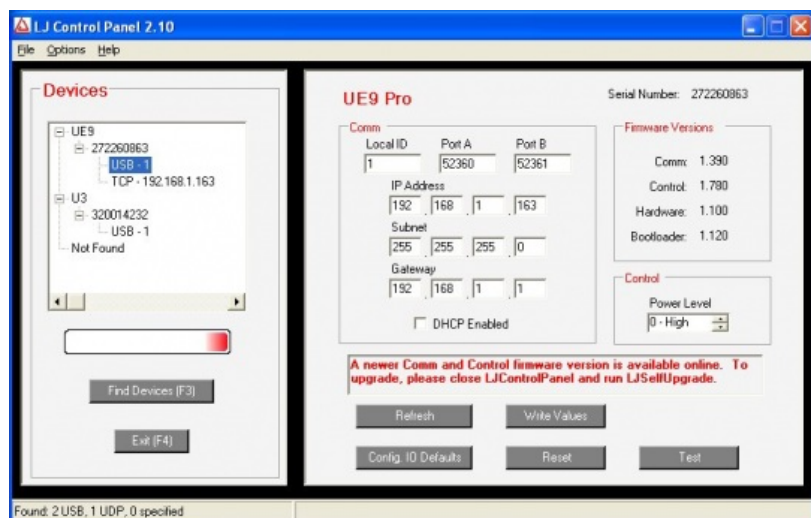 LJ Control Panel 2.10
File Options Help
Devices
UE9
272260863
USB - 1
TCP - 192.168.1.163
U3
320014232
USB - 1
Not Found
Find Devices (F3)
Exit (F4)
UE9 Pro
Serial Number: 272260863
Comm
Local ID Port A Port B
1 52360 52361
IP Address
192 . 168 . 1 . 163
Subnet
255 . 255 . 255 . 0
Gateway
192 . 168 . 1 . 1
DHCP Enabled
Firmware Versions
Comm: 1.390
Control: 1.780
Hardware: 1.100
Bootloader: 1.120
Control
Power Level
0 - High
A newer Comm and Control firmware version is available online. To
upgrade, please close LJControlPanel and run LJSelfUpgrade.
Refresh Write Values
Config. IO Defaults Reset Test
Found: 2 USB, 1 UDP, 0 specified